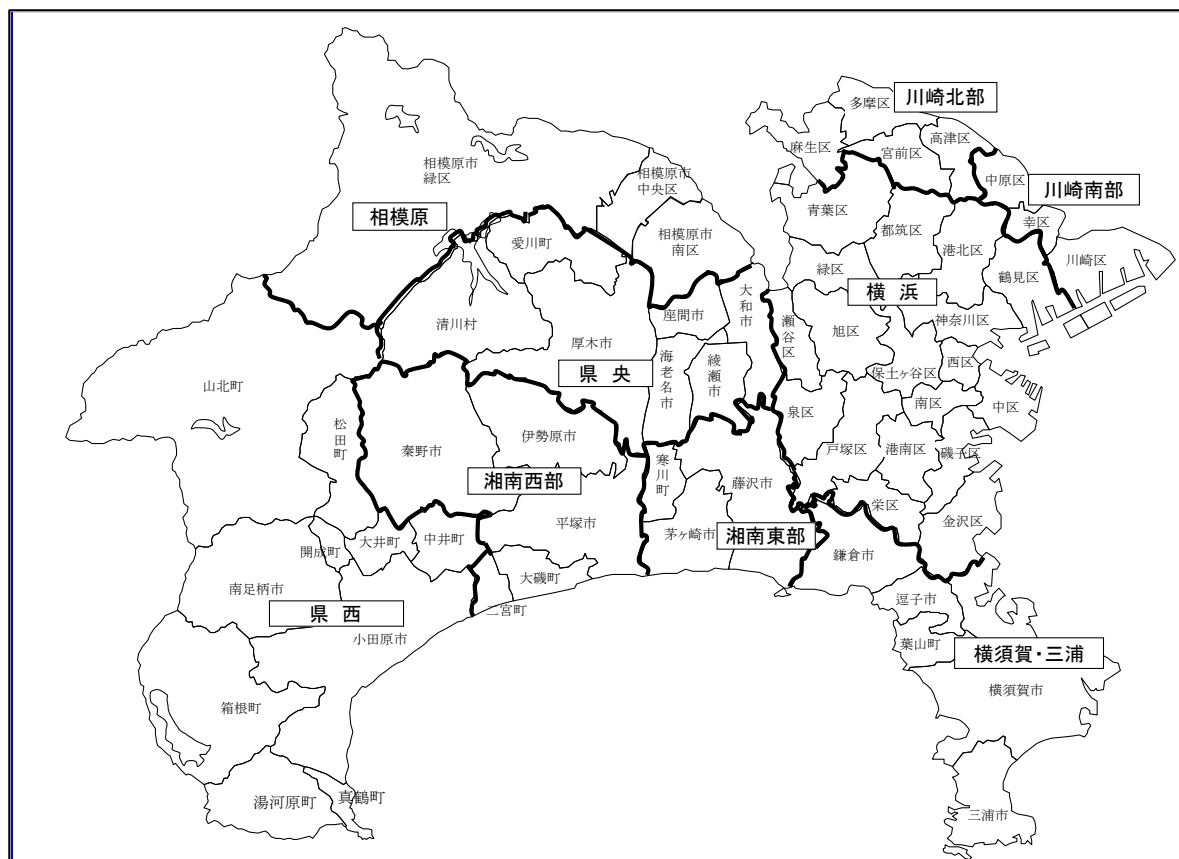 多摩区
川崎北部
高津区
麻生区
宮前区
相模原市
緑区
相模原市
中央区
中原区
川崎南部
相模原
青葉区
幸区
愛川町
相模原市
南区
都筑区
港北区
川崎区
緑区
鶴見区
大和市
横 浜
清川村
座間市
瀬谷区
旭区
神奈川区
厚木市
海老名市
綾瀬市
県 央
保土ヶ谷区
西区
山北町
松田町
泉区
南区
中区
秦野市
伊勢原市
戸塚区
港南区
磯子区
湘南西部
寒川町
藤沢市
栄区
平塚市
茅ヶ崎市
湘南東部
金沢区
開成町
大井町
中井町
鎌倉市
南足柄市
大磯町
二宮町
逗子市
県 西
小田原市
葉山町
横須賀・三浦
横須賀市
箱根町
湯河原町
真鶴町
三浦市